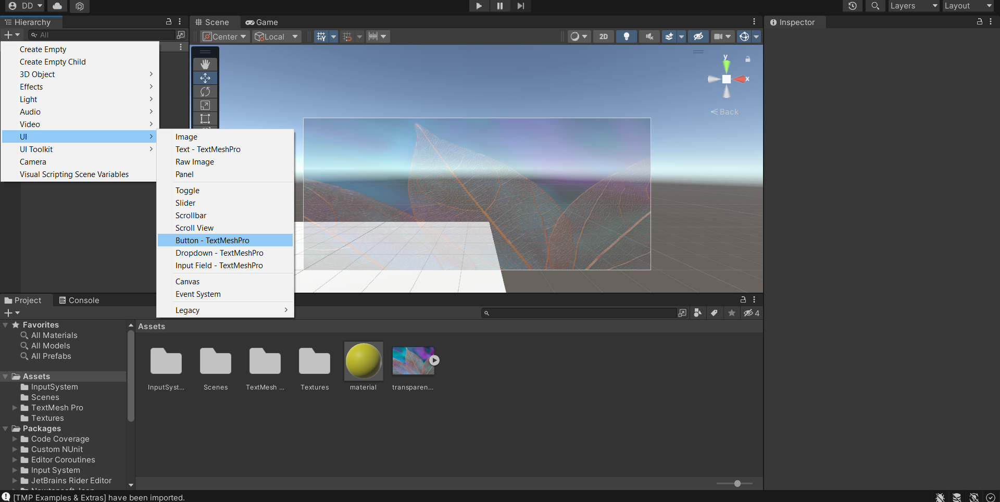 DD
Layers
Layout
Hierarchy
Scene
Game
Inspector
All
Center
Local
2D
Create Empty
Create Empty Child
3D Object
Effects
Light
Audio
Video
UI
UI Toolkit
Camera
Visual Scripting Scene Variables
Image
Text - TextMeshPro
Raw Image
Panel
Toggle
Slider
Scrollbar
Scroll View
Button - TextMeshPro
Dropdown - TextMeshPro
Input Field - TextMeshPro
Canvas
Event System
Legacy
y
x
Back
Project
Console
4
Favorites
All Materials
All Models
All Prefabs
Assets
InputSystem
Scenes
TextMesh Pro
Textures
Packages
Code Coverage
Custom NUnit
Editor Coroutines
Input System
JetBrains Rider Editor
Assets
InputSyst...
Scenes
TextMesh ...
Textures
material
transparen...
[TMP Examples & Extras] have been imported.